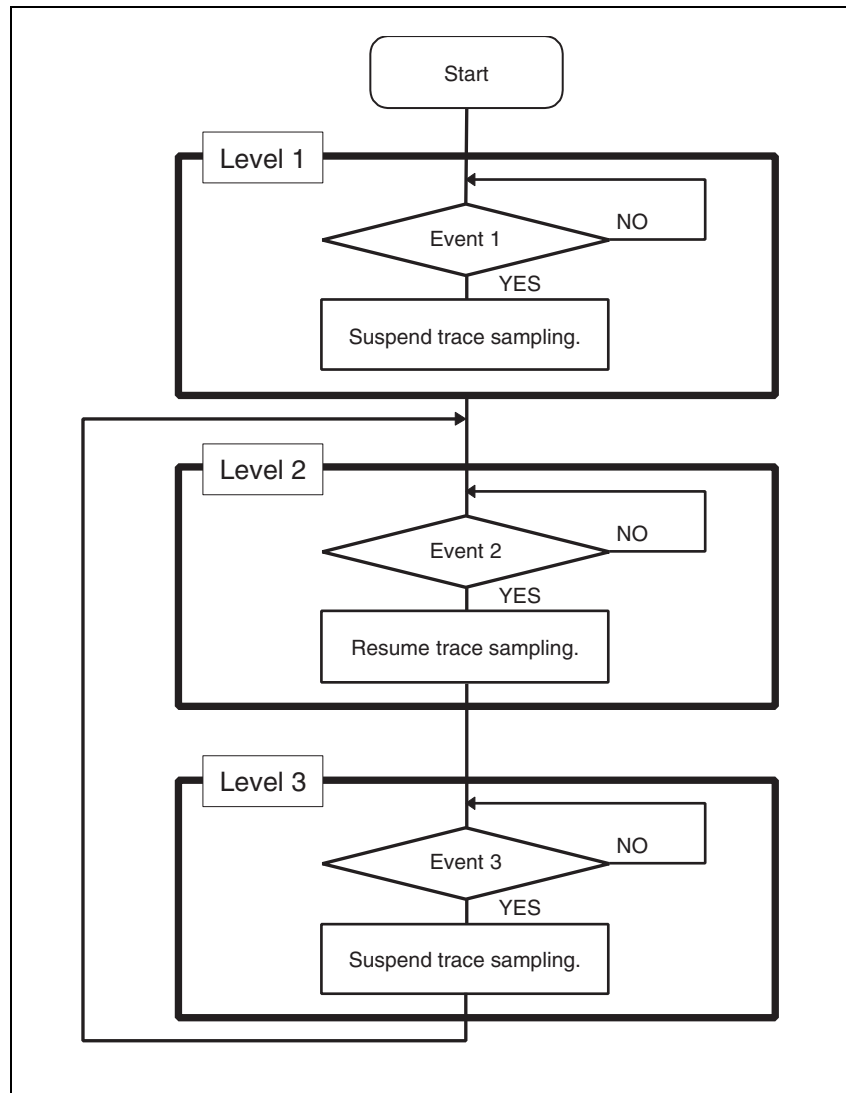 Start
Level 1
Event 1
NO
YES
Suspend trace sampling.
Level 2
Event 2
NO
YES
Resume trace sampling.
Level 3
Event 3
NO
YES
Suspend trace sampling.